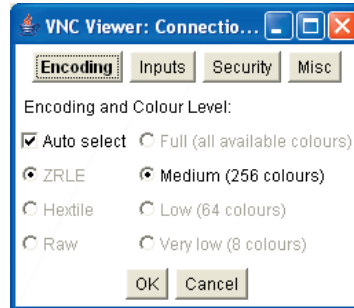 VNC Viewer: Connectio...
Encoding Inputs Security Misc
Encoding and Colour Level:
Auto select Full (all available colours)
ZRLE Medium (256 colours)
Hextile Low (64 colours)
Raw Very low (8 colours)
OK Cancel